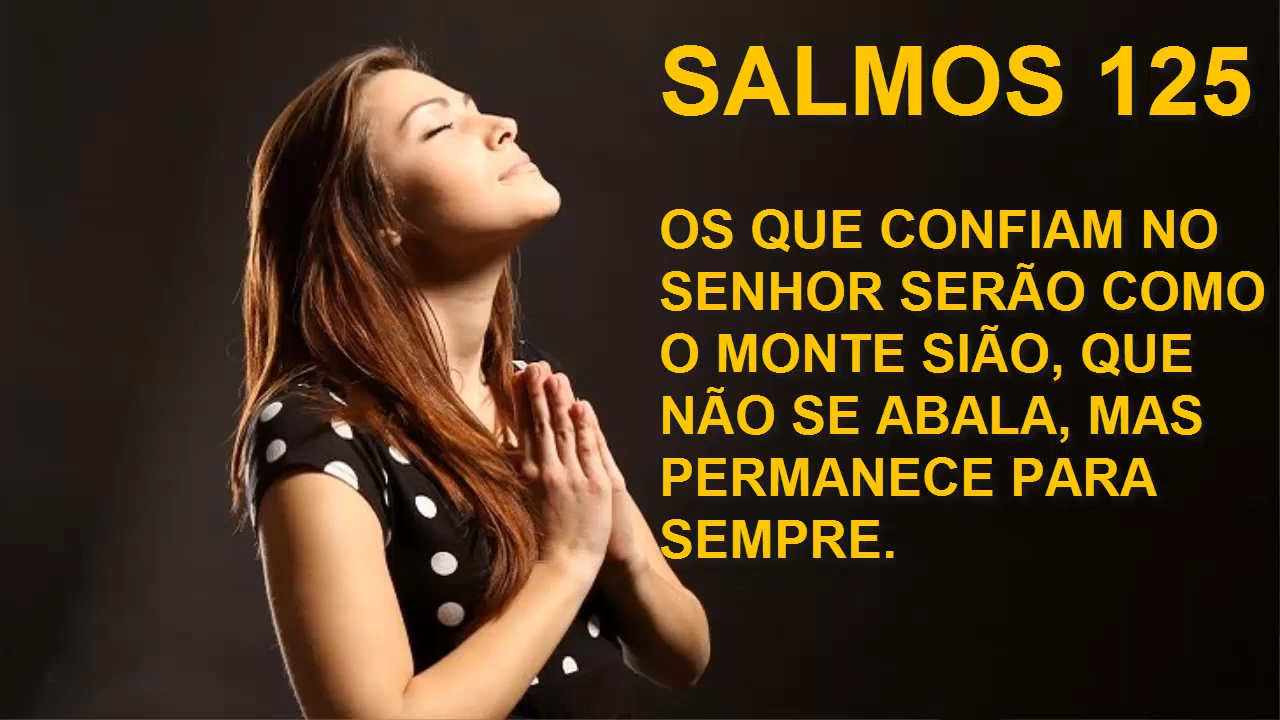 SALMOS 125
OS QUE CONFIAM NO
SENHOR SERÃO COMO
O MONTE SIÃO, QUE
NÃO SE ABALA, MAS
PERMANECE PARA
SEMPRE.